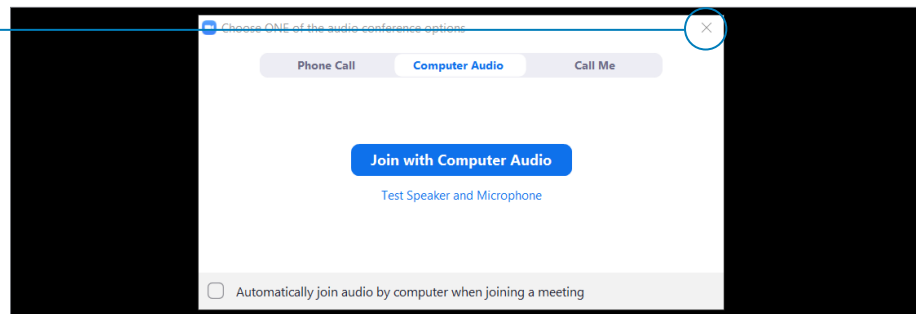 Choose ONE of the audio conference options
Phone Call Computer Audio Call Me
Join with Computer Audio
Test Speaker and Microphone
Automatically join audio by computer when joining a meeting